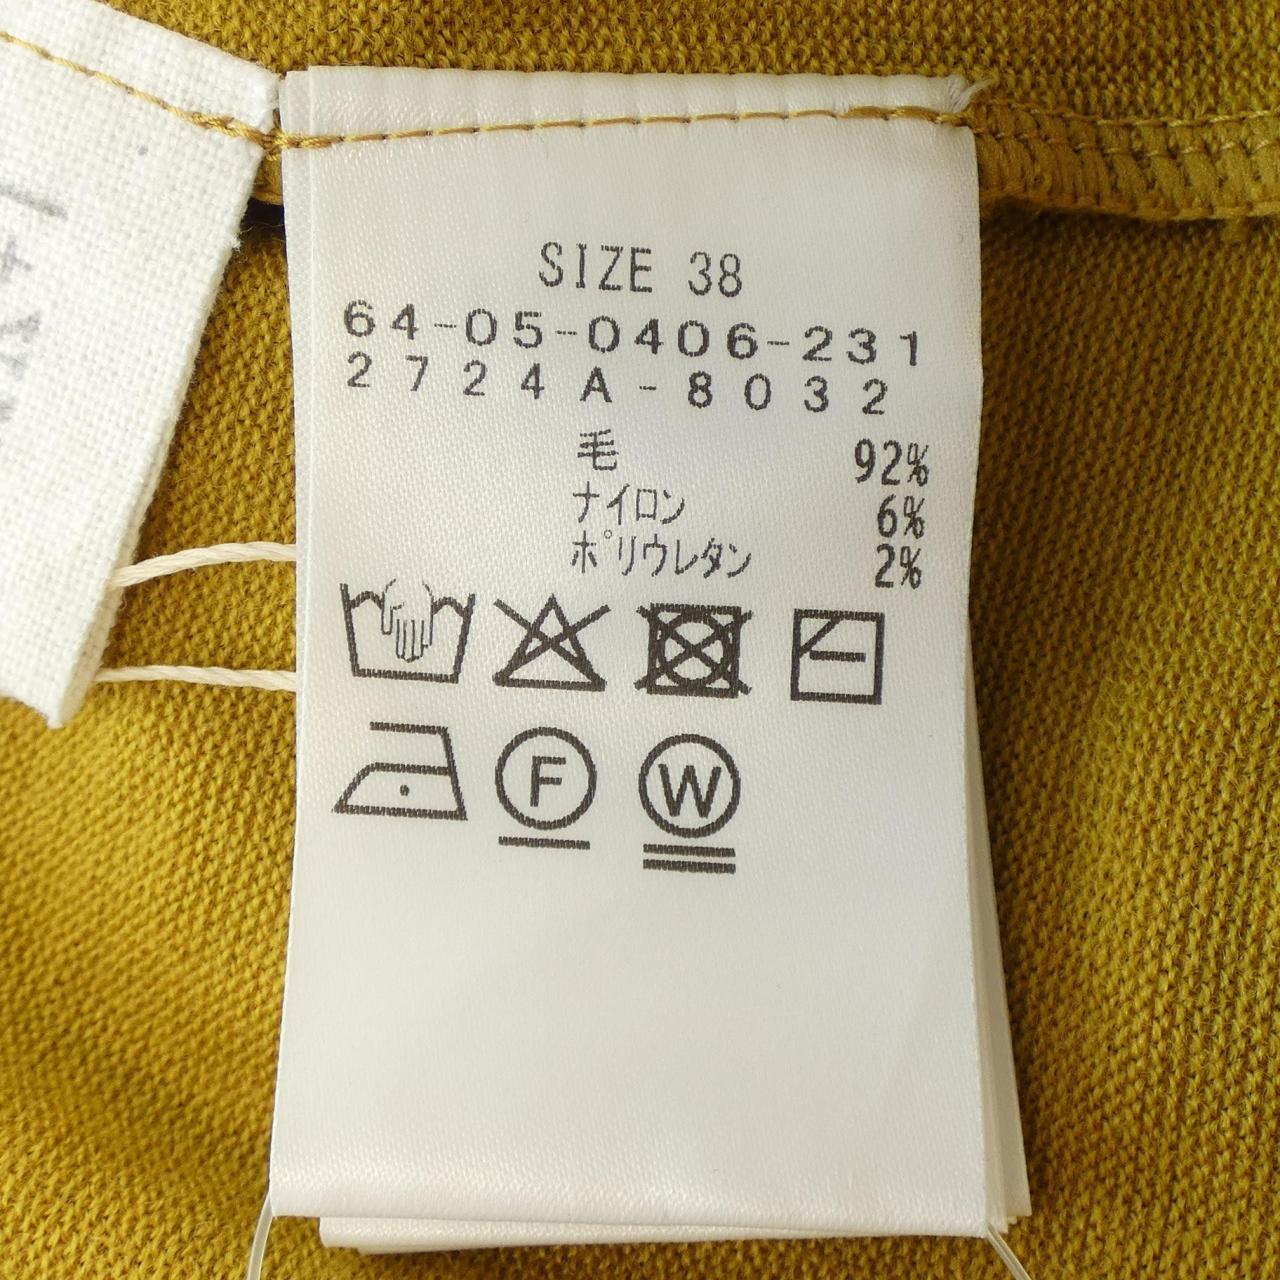 SIZE 38
64-05-0406-231
2724A-8032
毛 92%
ナイロン 6%
ポリウレタン 2%
F
W